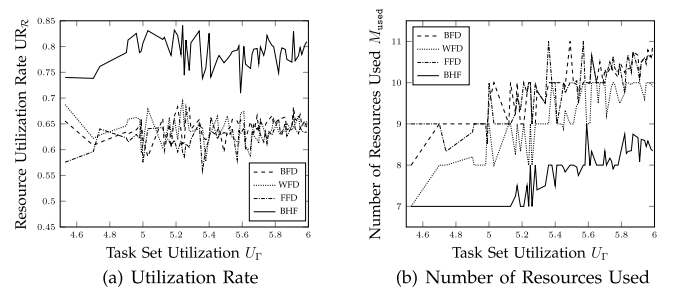 Resource Utilization Rate UR_R
0.85
0.8
0.75
0.7
0.65
0.6
0.55
0.5
0.45
4.6 4.8 5 5.2 5.4 5.6 5.8 6
BFD
WFD
FFD
BHF
Task Set Utilization U_Γ
(a) Utilization Rate
Number of Resources Used M_used
11
10
9
8
7
4.6 4.8 5 5.2 5.4 5.6 5.8 6
BFD
WFD
FFD
BHF
Task Set Utilization U_Γ
(b) Number of Resources Used